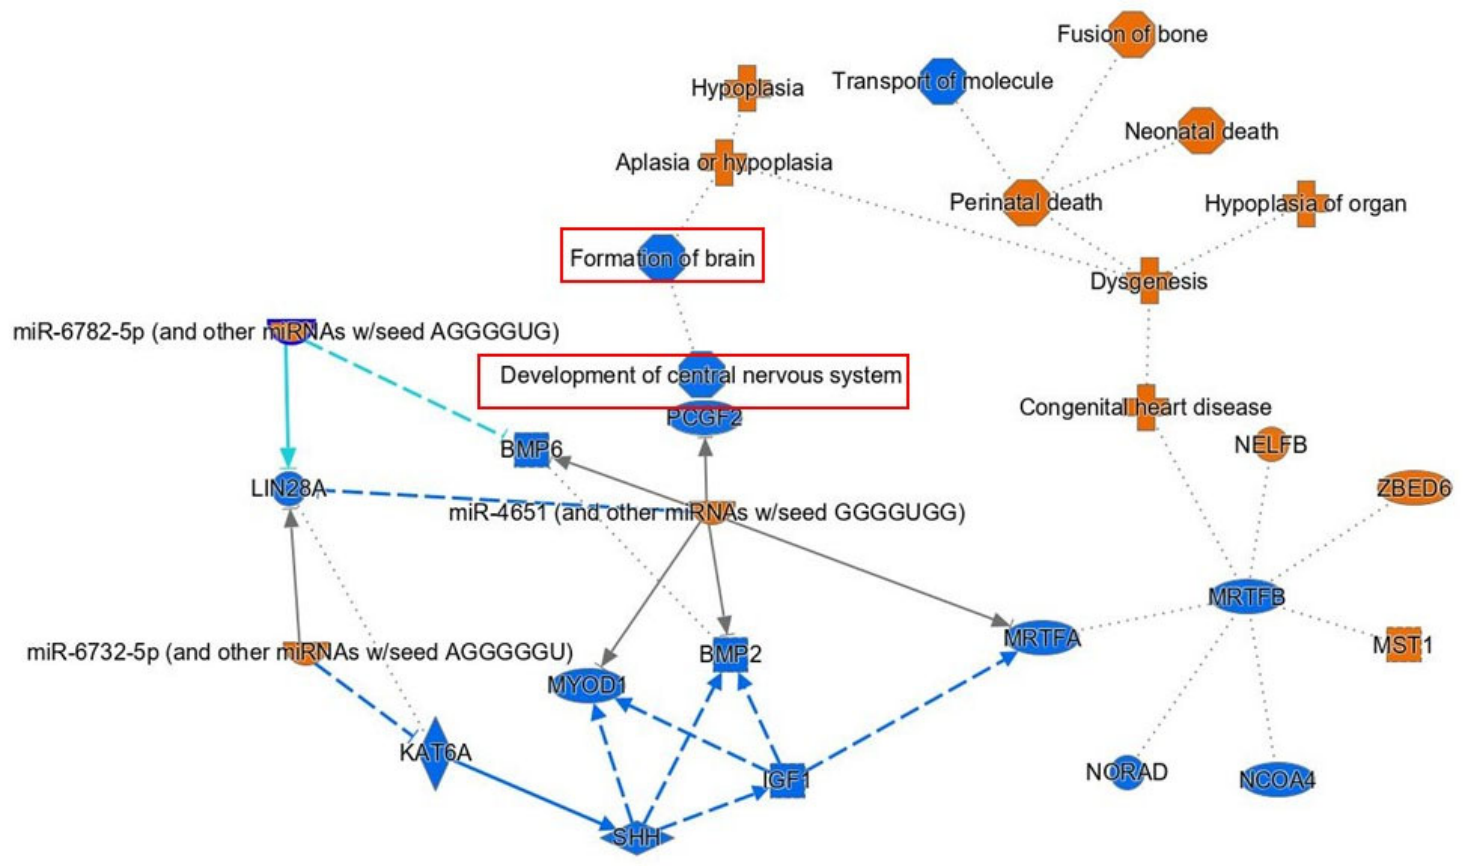 Fusion of bone
Transport of molecule
Hypoplasia
Neonatal death
Aplasia or hypoplasia
Perinatal death
Hypoplasia of organ
Formation of brain
Dysgenesis
miR-6782-5p (and other miRNAs w/seed AGGGGUG)
Development of central nervous system
PCGF2
Congenital heart disease
NELFB
BMP6
LIN28A
ZBED6
miR-4651 (and other miRNAs w/seed GGGGUGG)
MRTFB
MRTFA
MST1
miR-6732-5p (and other miRNAs w/seed AGGGGGU)
BMP2
MYOD1
KAT6A
IGF1
NORAD
NCOA4
SHH